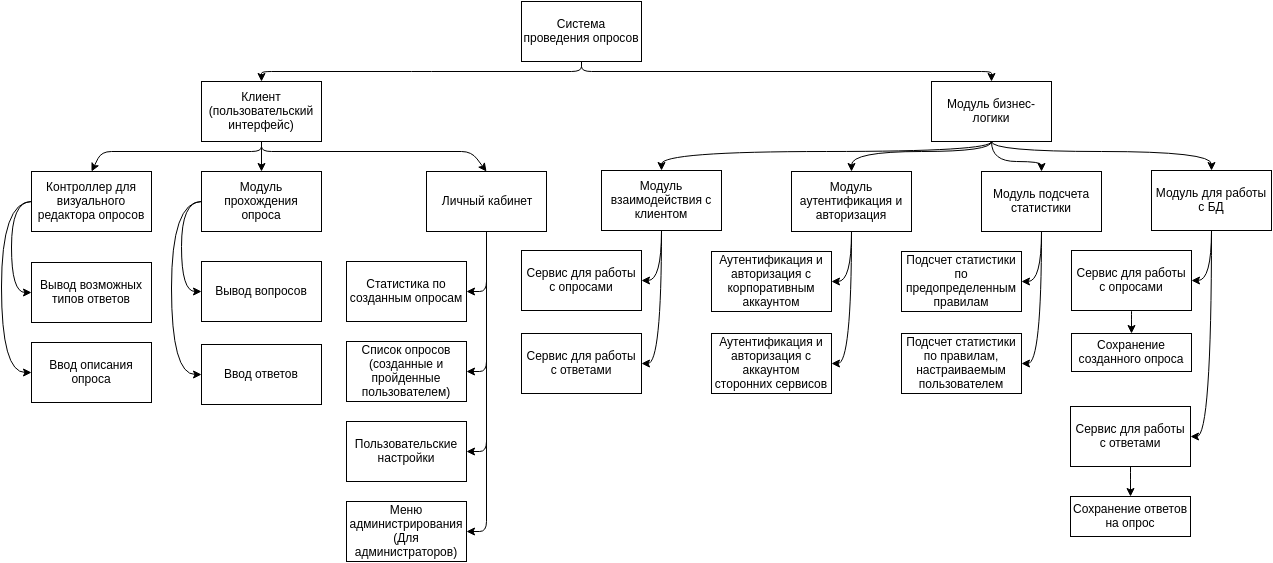 Система
проведения опросов
Клиент
(пользовательский
интерфейс)
Модуль бизнес-
логики
Контроллер для
визуального
редактора опросов
Модуль
прохождения
опроса
Личный кабинет
Модуль
взаимодействия с
клиентом
Модуль
аутентификации и
авторизация
Модуль подсчета
статистики
Модуль для работы
с БД
Вывод возможных
типов ответов
Ввод описания
опроса
Вывод вопросов
Ввод ответов
Статистика по
созданным опросам
Список опросов
(созданные и
пройденные
пользователем)
Пользовательские
настройки
Меню
администрирования
(Для
администраторов)
Сервис для работы
с опросами
Сервис для работы
с ответами
Аутентификация и
авторизация с
корпоративным
аккаунтом
Аутентификация и
авторизация с
аккаунтом
сторонних сервисов
Подсчет статистики
по
предопределенным
правилам
Подсчет статистики
по правилам,
настраиваемым
пользователем
Сервис для работы
с опросами
Сохранение
созданного опроса
Сервис для работы
с ответами
Сохранение ответов
на опрос